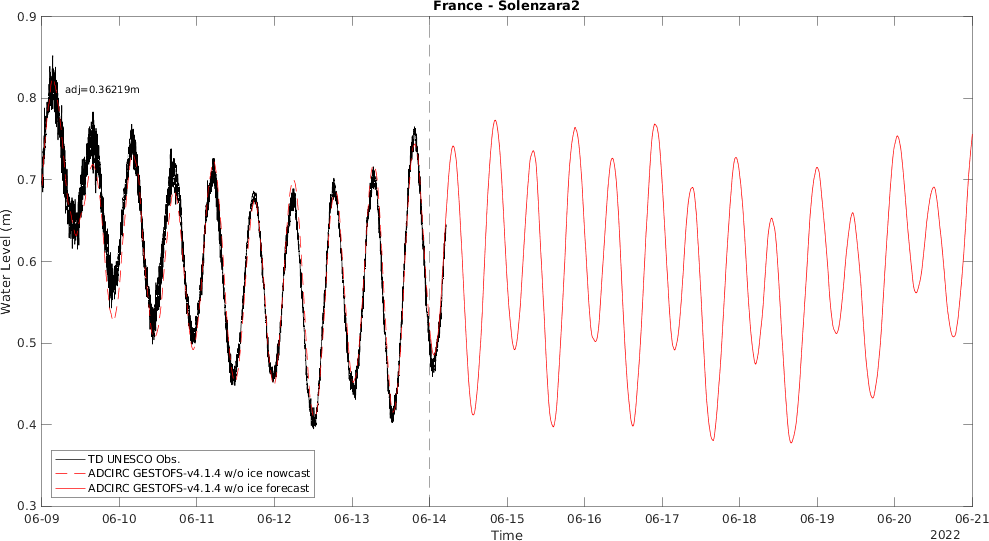 France - Solenzara2
0.9
0.8
0.7
0.6
0.5
0.4
0.3
Water Level (m)
adj=0.36219m
TD UNESCO Obs.
ADCIRC GESTOFS-v4.1.4 w/o ice nowcast
ADCIRC GESTOFS-v4.1.4 w/o ice forecast
06-09 06-10 06-11 06-12 06-13 06-14 06-15 06-16 06-17 06-18 06-19 06-20 06-21
Time
2022